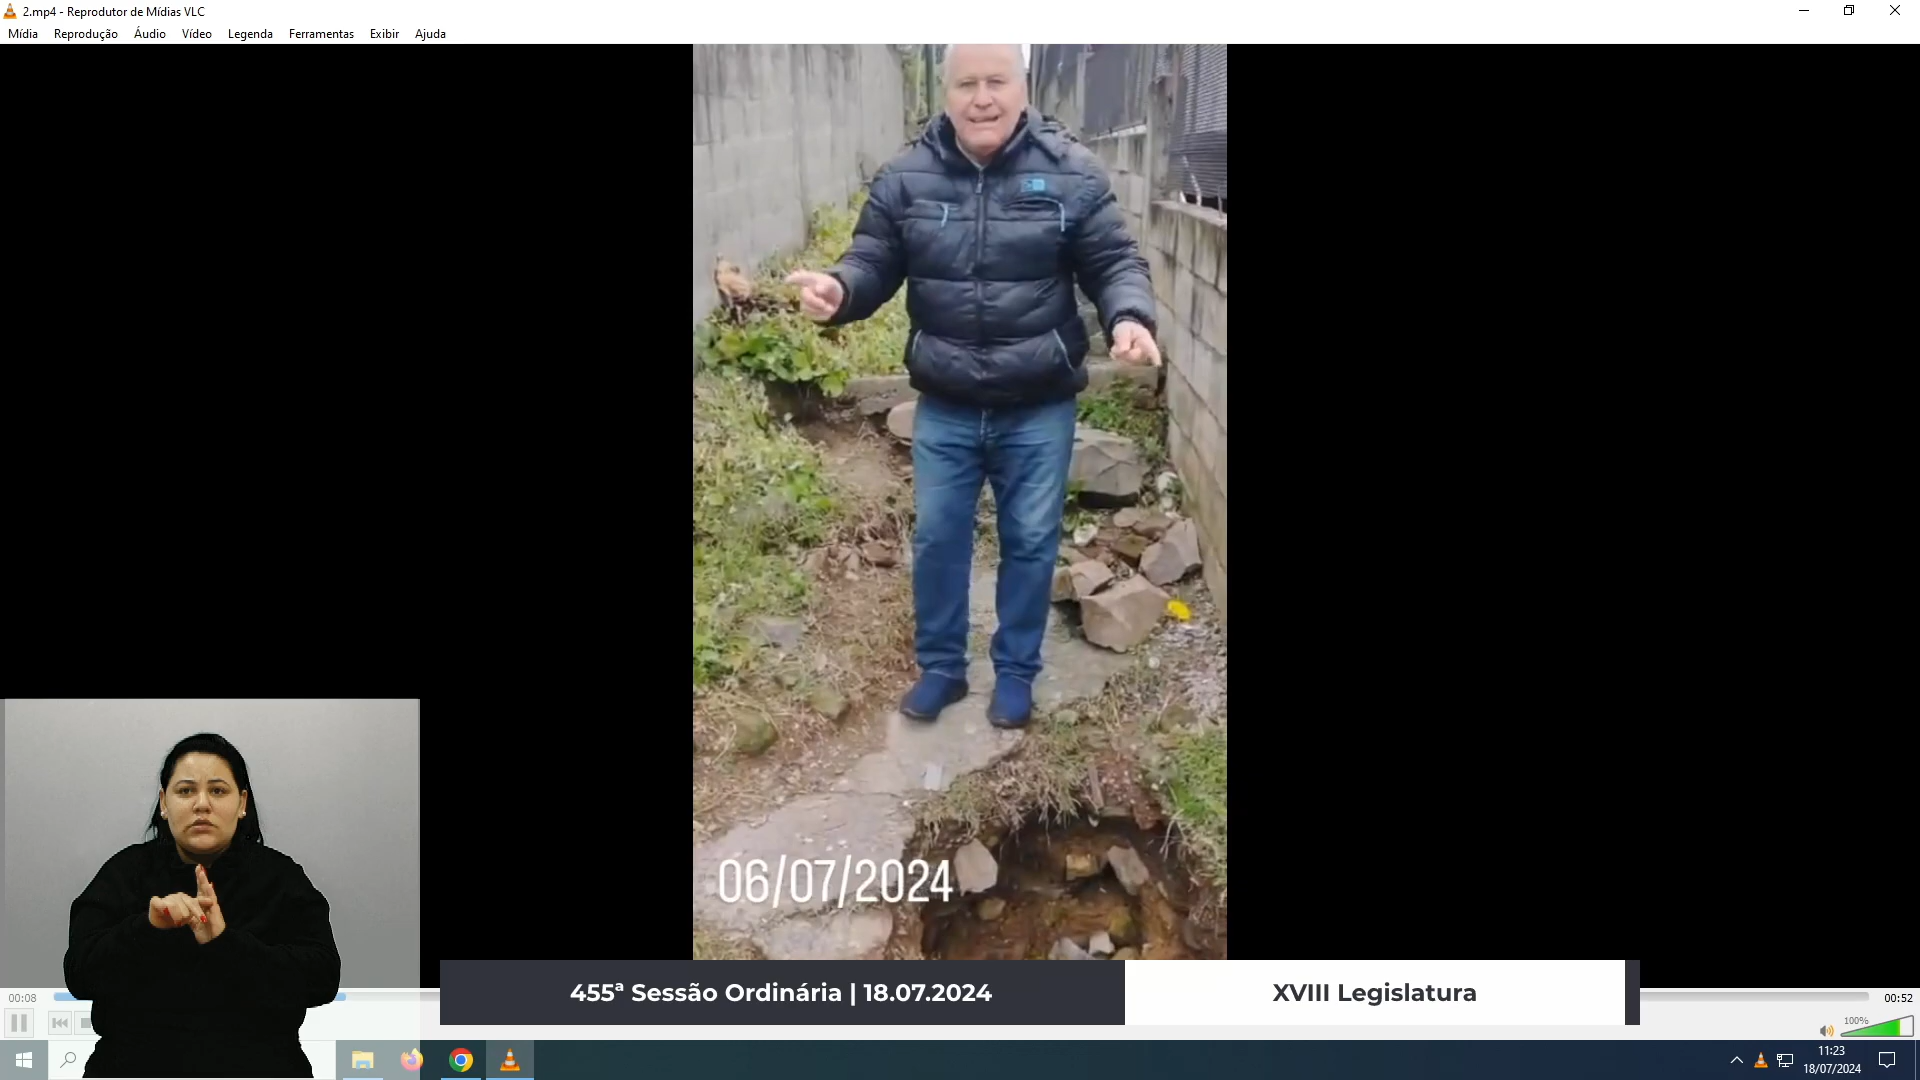 2.mp4 - Reprodutor de Mídias VLC
Mídia Reprodução Áudio Vídeo Legenda Ferramentas Exibir Ajuda
06/07/2024
455ª Sessão Ordinária | 18.07.2024
XVIII Legislatura
00:08
00:52
100%
11:23
18/07/2024